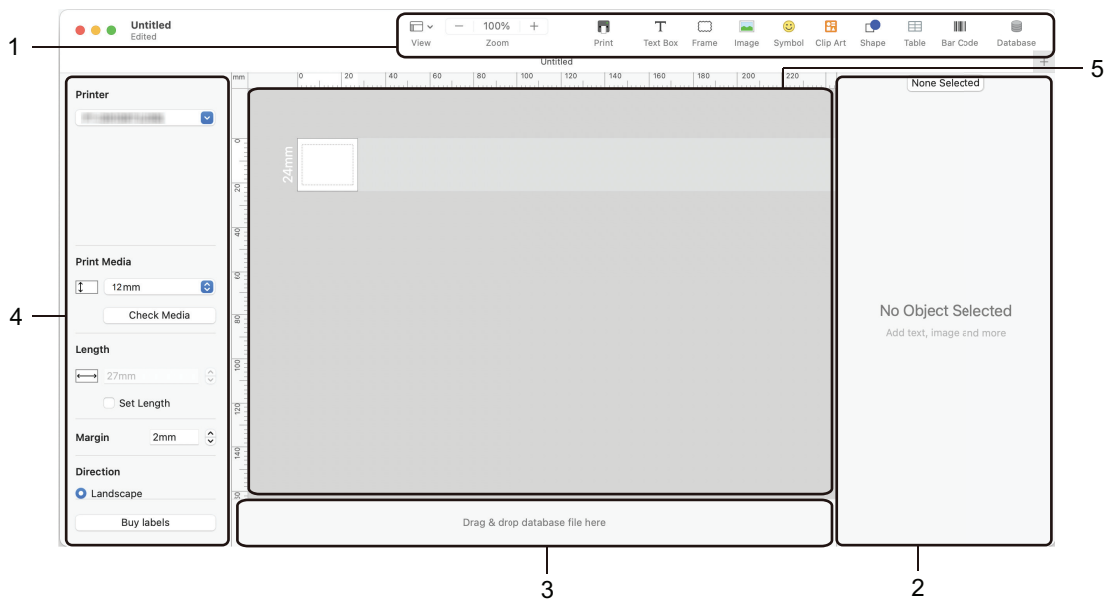 Untitled
Edited
View
100%
Zoom
Print
Text Box
Frame
Image
Symbol
Clip Art
Shape
Table
Bar Code
Database
1
Untitled
5
mm 0 20 40 60 80 100 120 140 160 180 200 220
None Selected
Printer
24mm
0
20
40
60
80
100
120
140
Print Media
12mm
Check Media
4
Length
27mm
Set Length
Margin 2mm
Direction
Landscape
Buy labels
No Object Selected
Add text, image and more
Drag & drop database file here
3
2